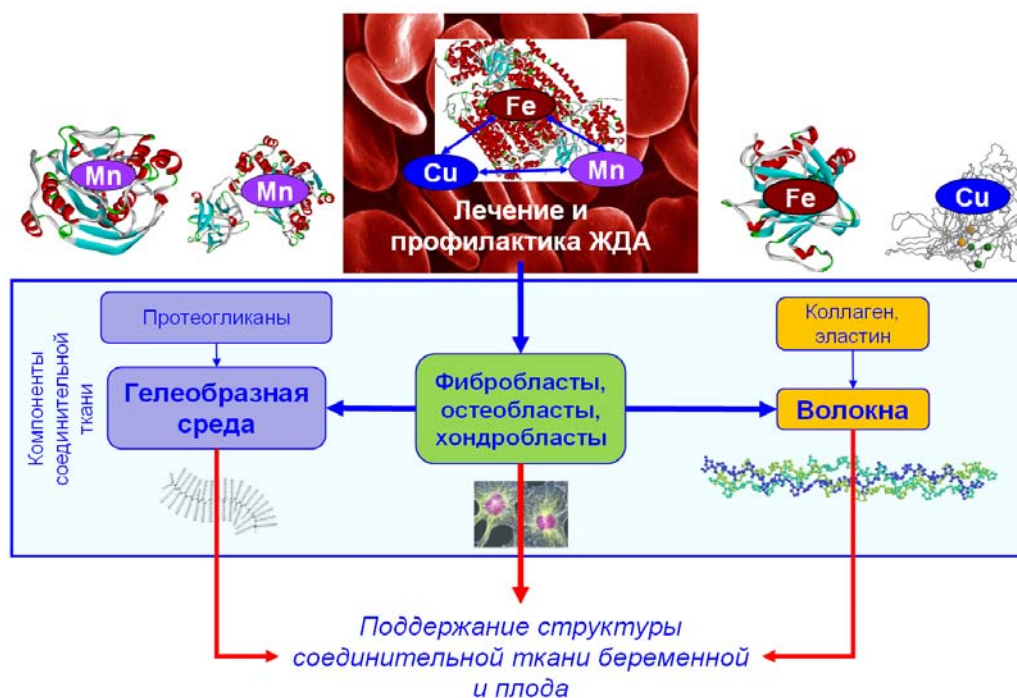 Fe
Cu
Mn
Лечение и
профилактика ЖДА
Mn
Mn
Fe
Cu
Компоненты
соединительной
ткани
Протеогликаны
Гелеобразная
среда
Фибробласты,
остеобласты,
хондробласты
Коллаген,
эластин
Волокна
Поддержание структуры
соединительной ткани беременной
и плода